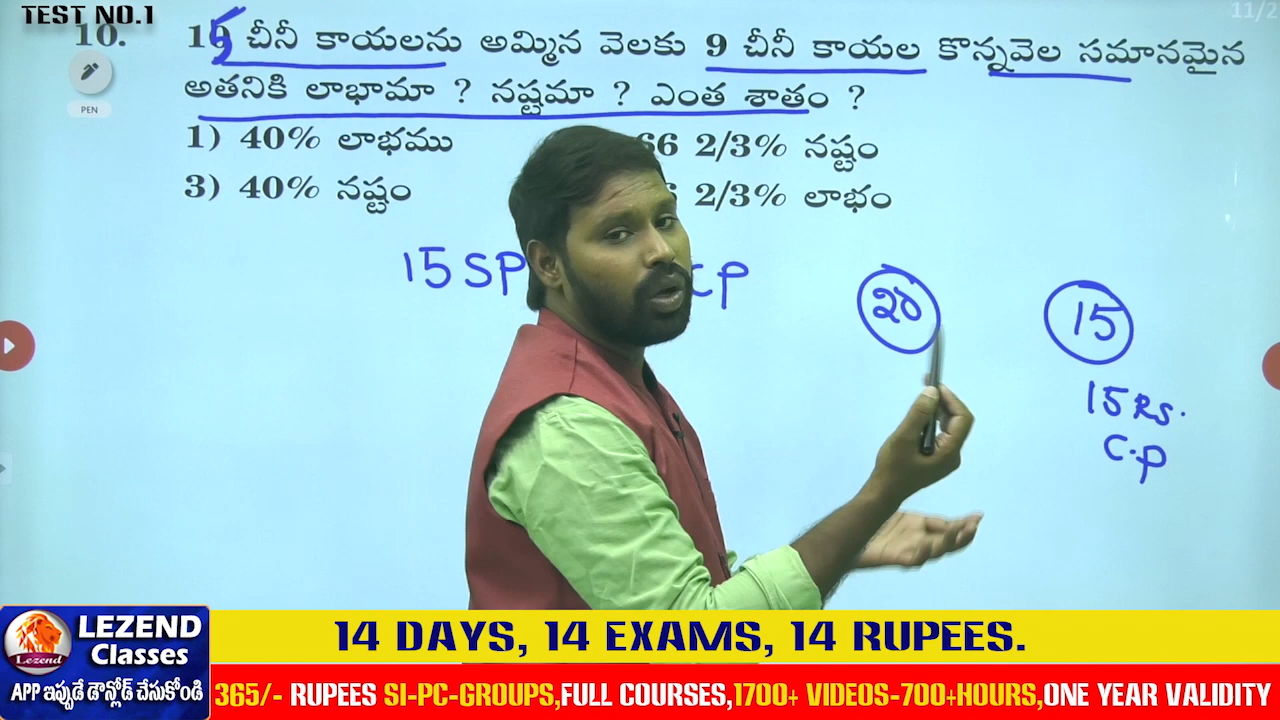 TEST NO.1
11/2
10. 15 చీనీ కాయలను అమ్మిన వెలకు 9 చీనీ కాయల కొన్నవెల సమానమైన
అతనికి లాభామా ? నష్టమా ? ఎంత శాతం ?
PEN
1) 40% లాభము
66 2/3% నష్టం
3) 40% నష్టం
2/3% లాభం
15 SP
CP
20
15
15 RS.
C.P
LEZEND
Classes
Lezend
APP ఇప్పుడే డౌన్లోడ్ చేసుకోండి
14 DAYS, 14 EXAMS, 14 RUPEES.
365/- RUPEES SI-PC-GROUPS,FULL COURSES,1700+ VIDEOS-700+HOURS,ONE YEAR VALIDITY